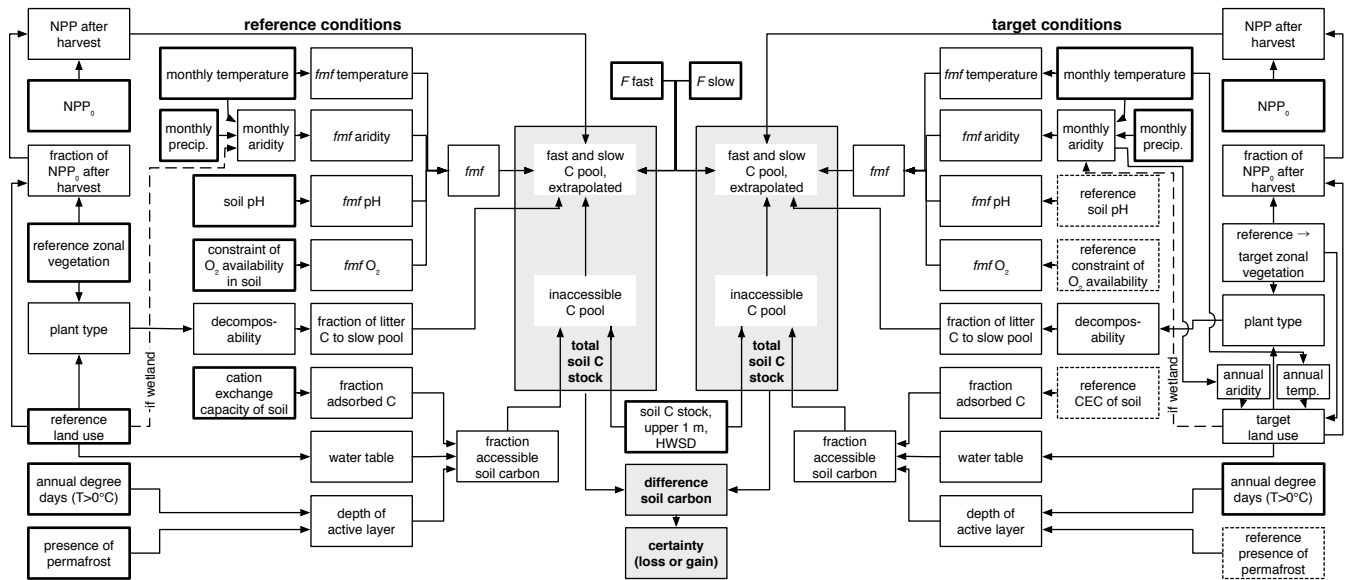 reference conditions
target conditions
NPP after
harvest
NPP₀
fraction of
NPP₀ after
harvest
reference zonal
vegetation
plant type
reference
land use
annual degree
days (T>0°C)
presence of
permafrost
if wetland
monthly temperature
monthly
precip.
monthly
aridity
soil pH
constraint of
O₂ availability
in soil
decompos-
ability
cation
exchange
capacity of soil
fmf temperature
fmf aridity
fmf pH
fmf O₂
fraction of litter
C to slow pool
fraction
adsorbed C
water table
depth of
active layer
fmf
fraction
accessible
soil carbon
fast and slow
C pool,
extrapolated
inaccessible
C pool
total
soil C
stock
F fast
F slow
soil C stock,
upper 1 m,
HWSD
difference
soil carbon
certainty
(loss or gain)
fast and slow
C pool,
extrapolated
inaccessible
C pool
total
soil C
stock
fmf
fraction
accessible
soil carbon
fmf temperature
fmf aridity
fmf pH
fmf O₂
fraction of litter
C to slow pool
fraction
adsorbed C
water table
depth of
active layer
monthly temperature
monthly
aridity
monthly
precip.
reference
soil pH
reference
constraint of
O₂ availability
decompos-
ability
reference
CEC of soil
if wetland
NPP after
harvest
NPP₀
fraction of
NPP₀ after
harvest
reference →
target zonal
vegetation
plant type
annual
aridity
annual
temp.
target
land use
annual degree
days (T>0°C)
reference
presence of
permafrost